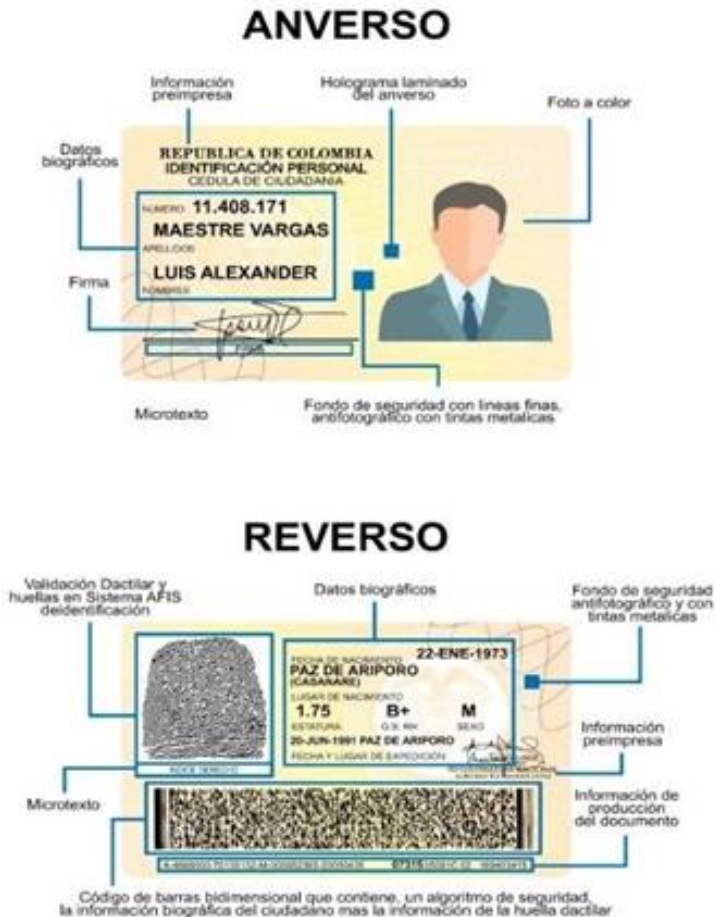 ANVERSO
Información
preimpresa
Holograma laminado
del anverso
Foto a color
Datos
biográficos
REPUBLICA DE COLOMBIA
IDENTIFICACIÓN PERSONAL
CEDULA DE CIUDADANIA
NUMERO 11.408.171
MAESTRE VARGAS
APELLIDOS
LUIS ALEXANDER
NOMBRES
Firma
Microtexto
Fondo de seguridad con lineas finas,
antifotográfico con tintas metalicas
REVERSO
Validación Dactilar y
huellas en Sistema AFIS
deidentificación
Datos biográficos
Fondo de seguridad
antifotográfico y con
tintas metalicas
FECHA DE NACIMIENTO 22-ENE-1973
PAZ DE ARIPORO
(CASANARE)
LUGAR DE NACIMIENTO
1.75 B+ M
ESTATURA G.S. RH SEXO
20-JUN-1991 PAZ DE ARIPORO
FECHA Y LUGAR DE EXPEDICIÓN
INDICE DERECHO
Información
preimpresa
Microtexto
Información de
producción
del documento
Código de barras bidimensional que contiene, un algoritmo de seguridad,
la información biográfica del ciudadano mas la información de la huella dactilar